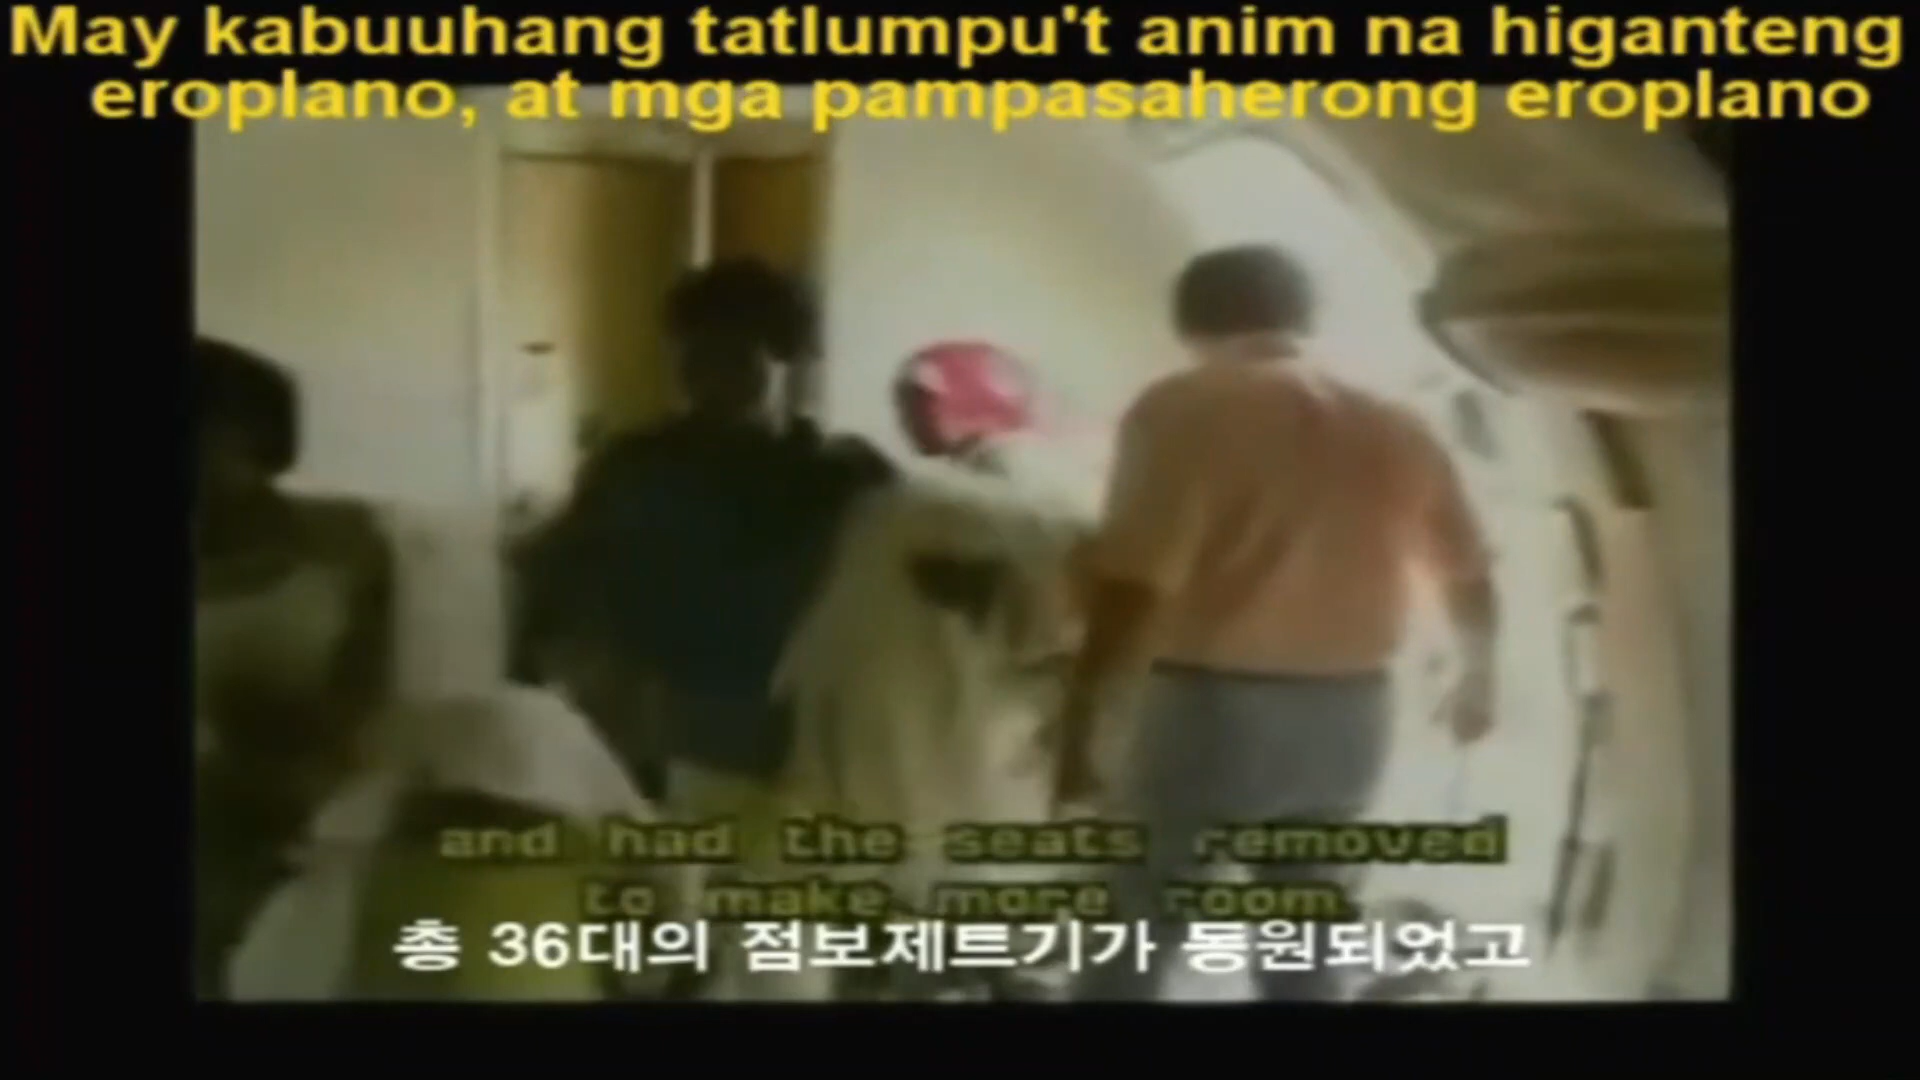 May kabuuhang tatlumpu't anim na higanteng
eroplano, at mga pampasaherong eroplano
and had the seats removed
to make more room.
총 36대의 점보제트기가 동원되었고